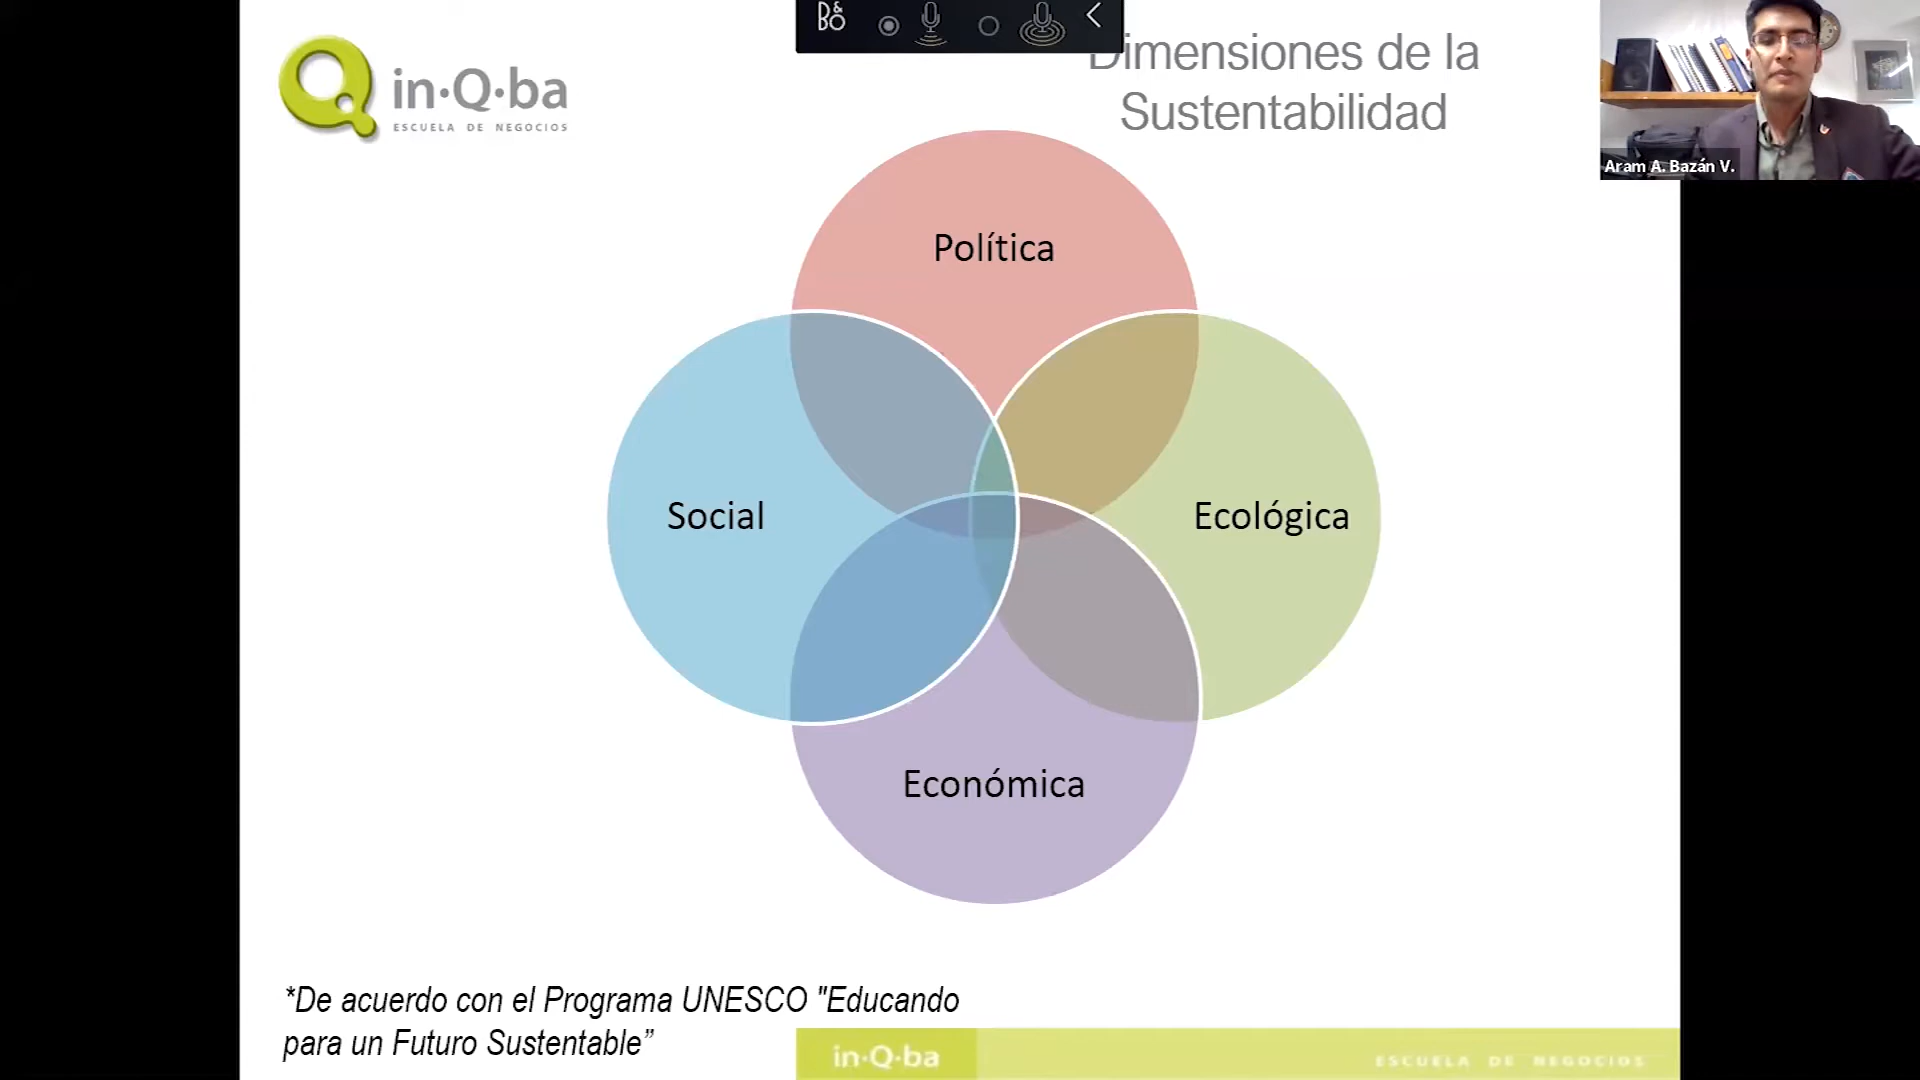 B&O
Dimensiones de la
Sustentabilidad
in·Q·ba
ESCUELA DE NEGOCIOS
Aram A. Bazán V.
Política
Social
Ecológica
Económica
*De acuerdo con el Programa UNESCO "Educando
para un Futuro Sustentable”
in·Q·ba
ESCUELA DE NEGOCIOS